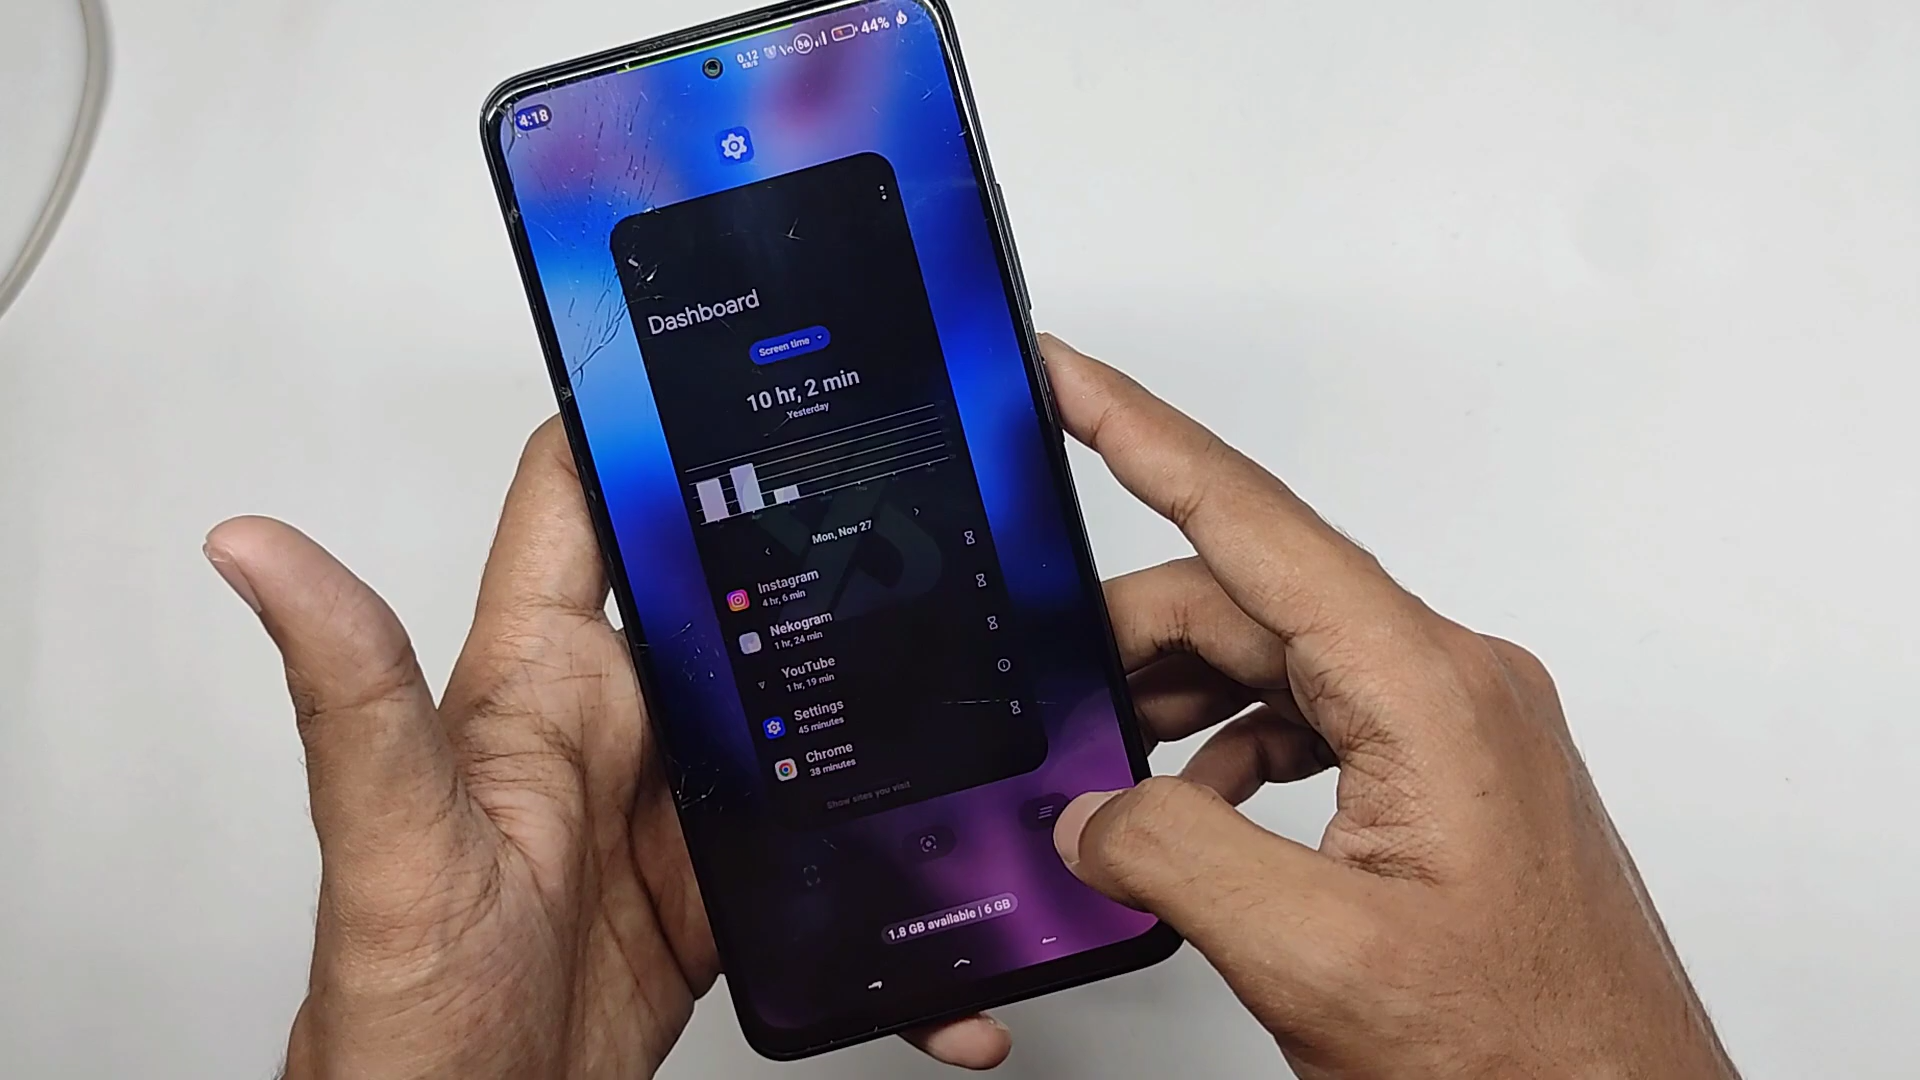 0.12
KB/S
56
44%
4:18
Dashboard
Screen time
10 hr, 2 min
Yesterday
Mon, Nov 27
Instagram
4 hr, 6 min
Nekogram
1 hr, 24 min
YouTube
1 hr, 19 min
Settings
45 minutes
Chrome
38 minutes
Show sites you visit
1.8 GB available | 6 GB